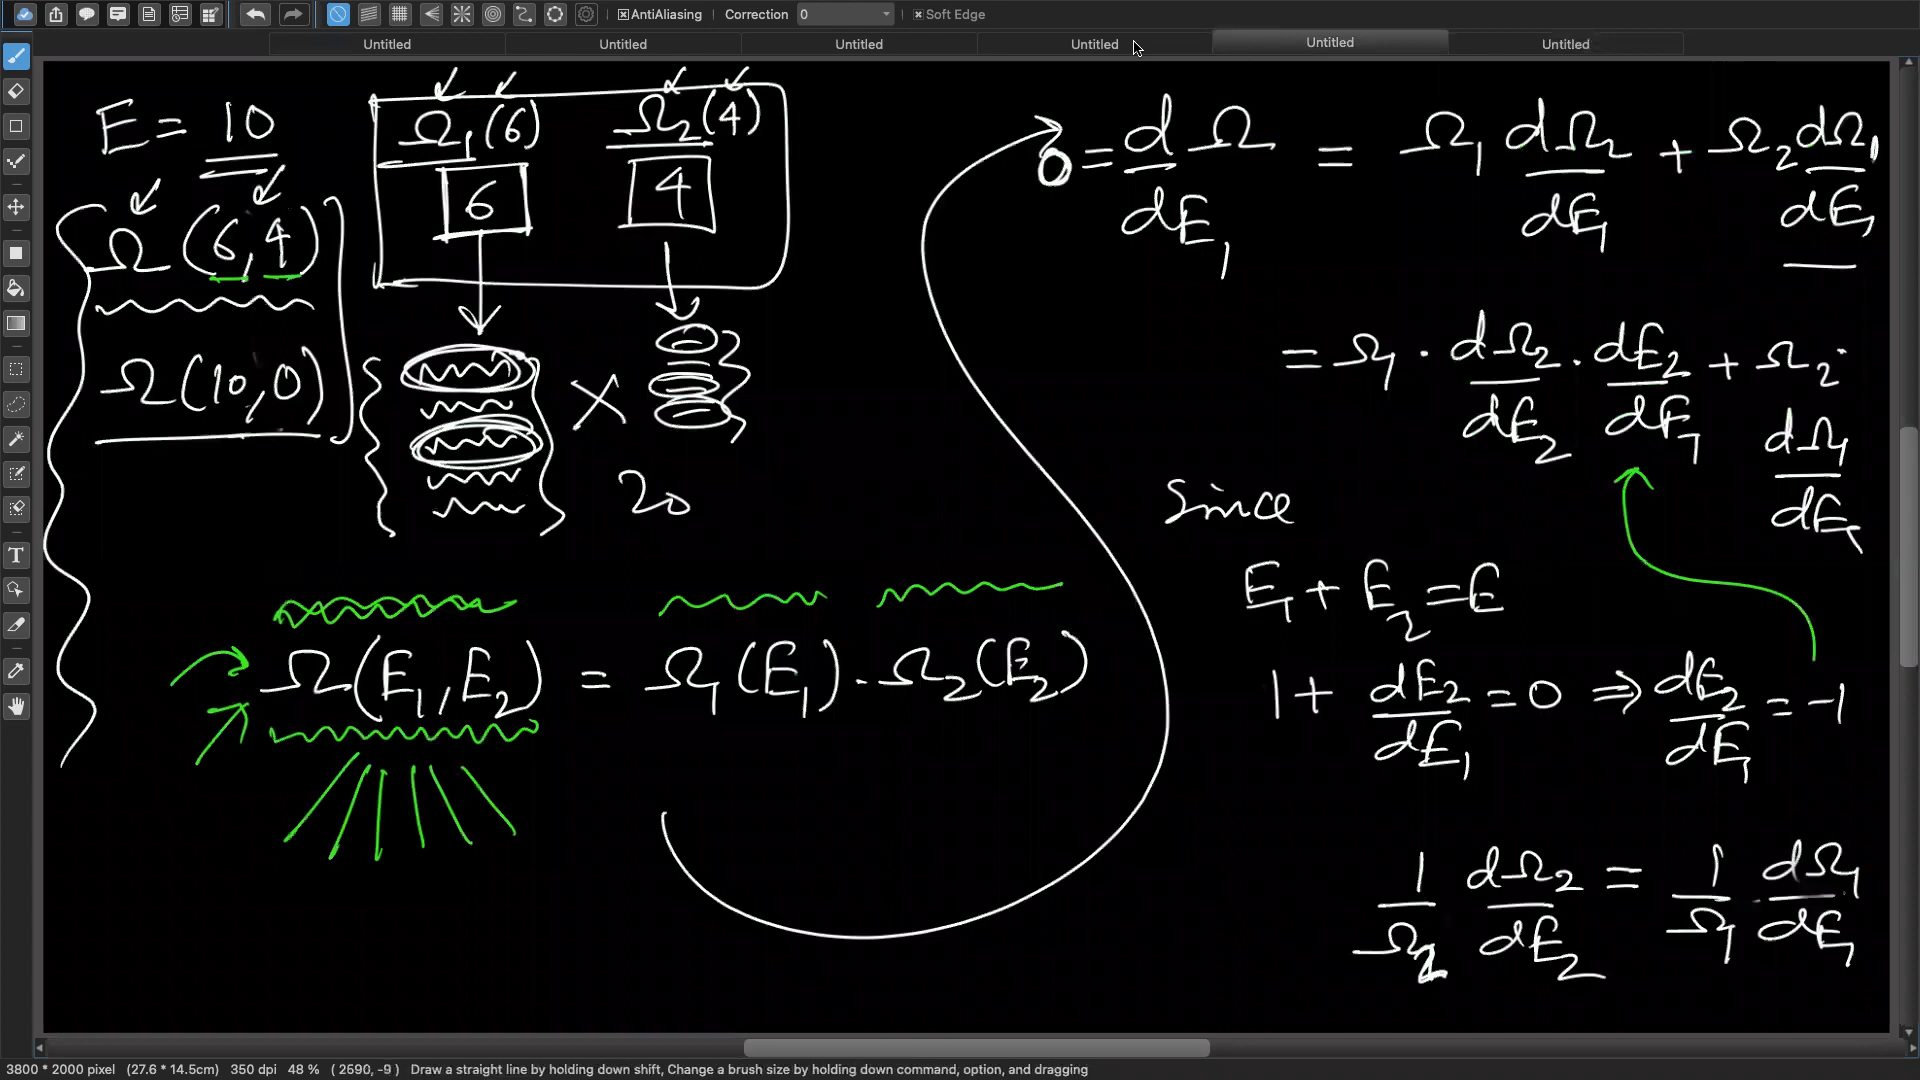 AntiAliasing Correction 0 Soft Edge
Untitled Untitled Untitled Untitled Untitled Untitled
E = 10
Ω₁(6) Ω₂(4)
6 4
Ω(6,4)
Ω(10,0)
×
20
Ω(E₁,E₂) = Ω₁(E₁) · Ω₂(E₂)
0 = d/dE₁ Ω = Ω₁ dΩ₂/dE₁ + Ω₂ dΩ₁/dE₁
= Ω₁ · dΩ₂/dE₂ · dE₂/dE₁ + Ω₂ · dΩ₁/dE₁
Since
E₁ + E₂ = E
1 + dE₂/dE₁ = 0 ⇒ dE₂/dE₁ = -1
1/Ω₂ dΩ₂/dE₂ = 1/Ω₁ dΩ₁/dE₁
T
3800 * 2000 pixel (27.6 * 14.5cm) 350 dpi 48 % ( 2590, -9 ) Draw a straight line by holding down shift, Change a brush size by holding down command, option, and dragging